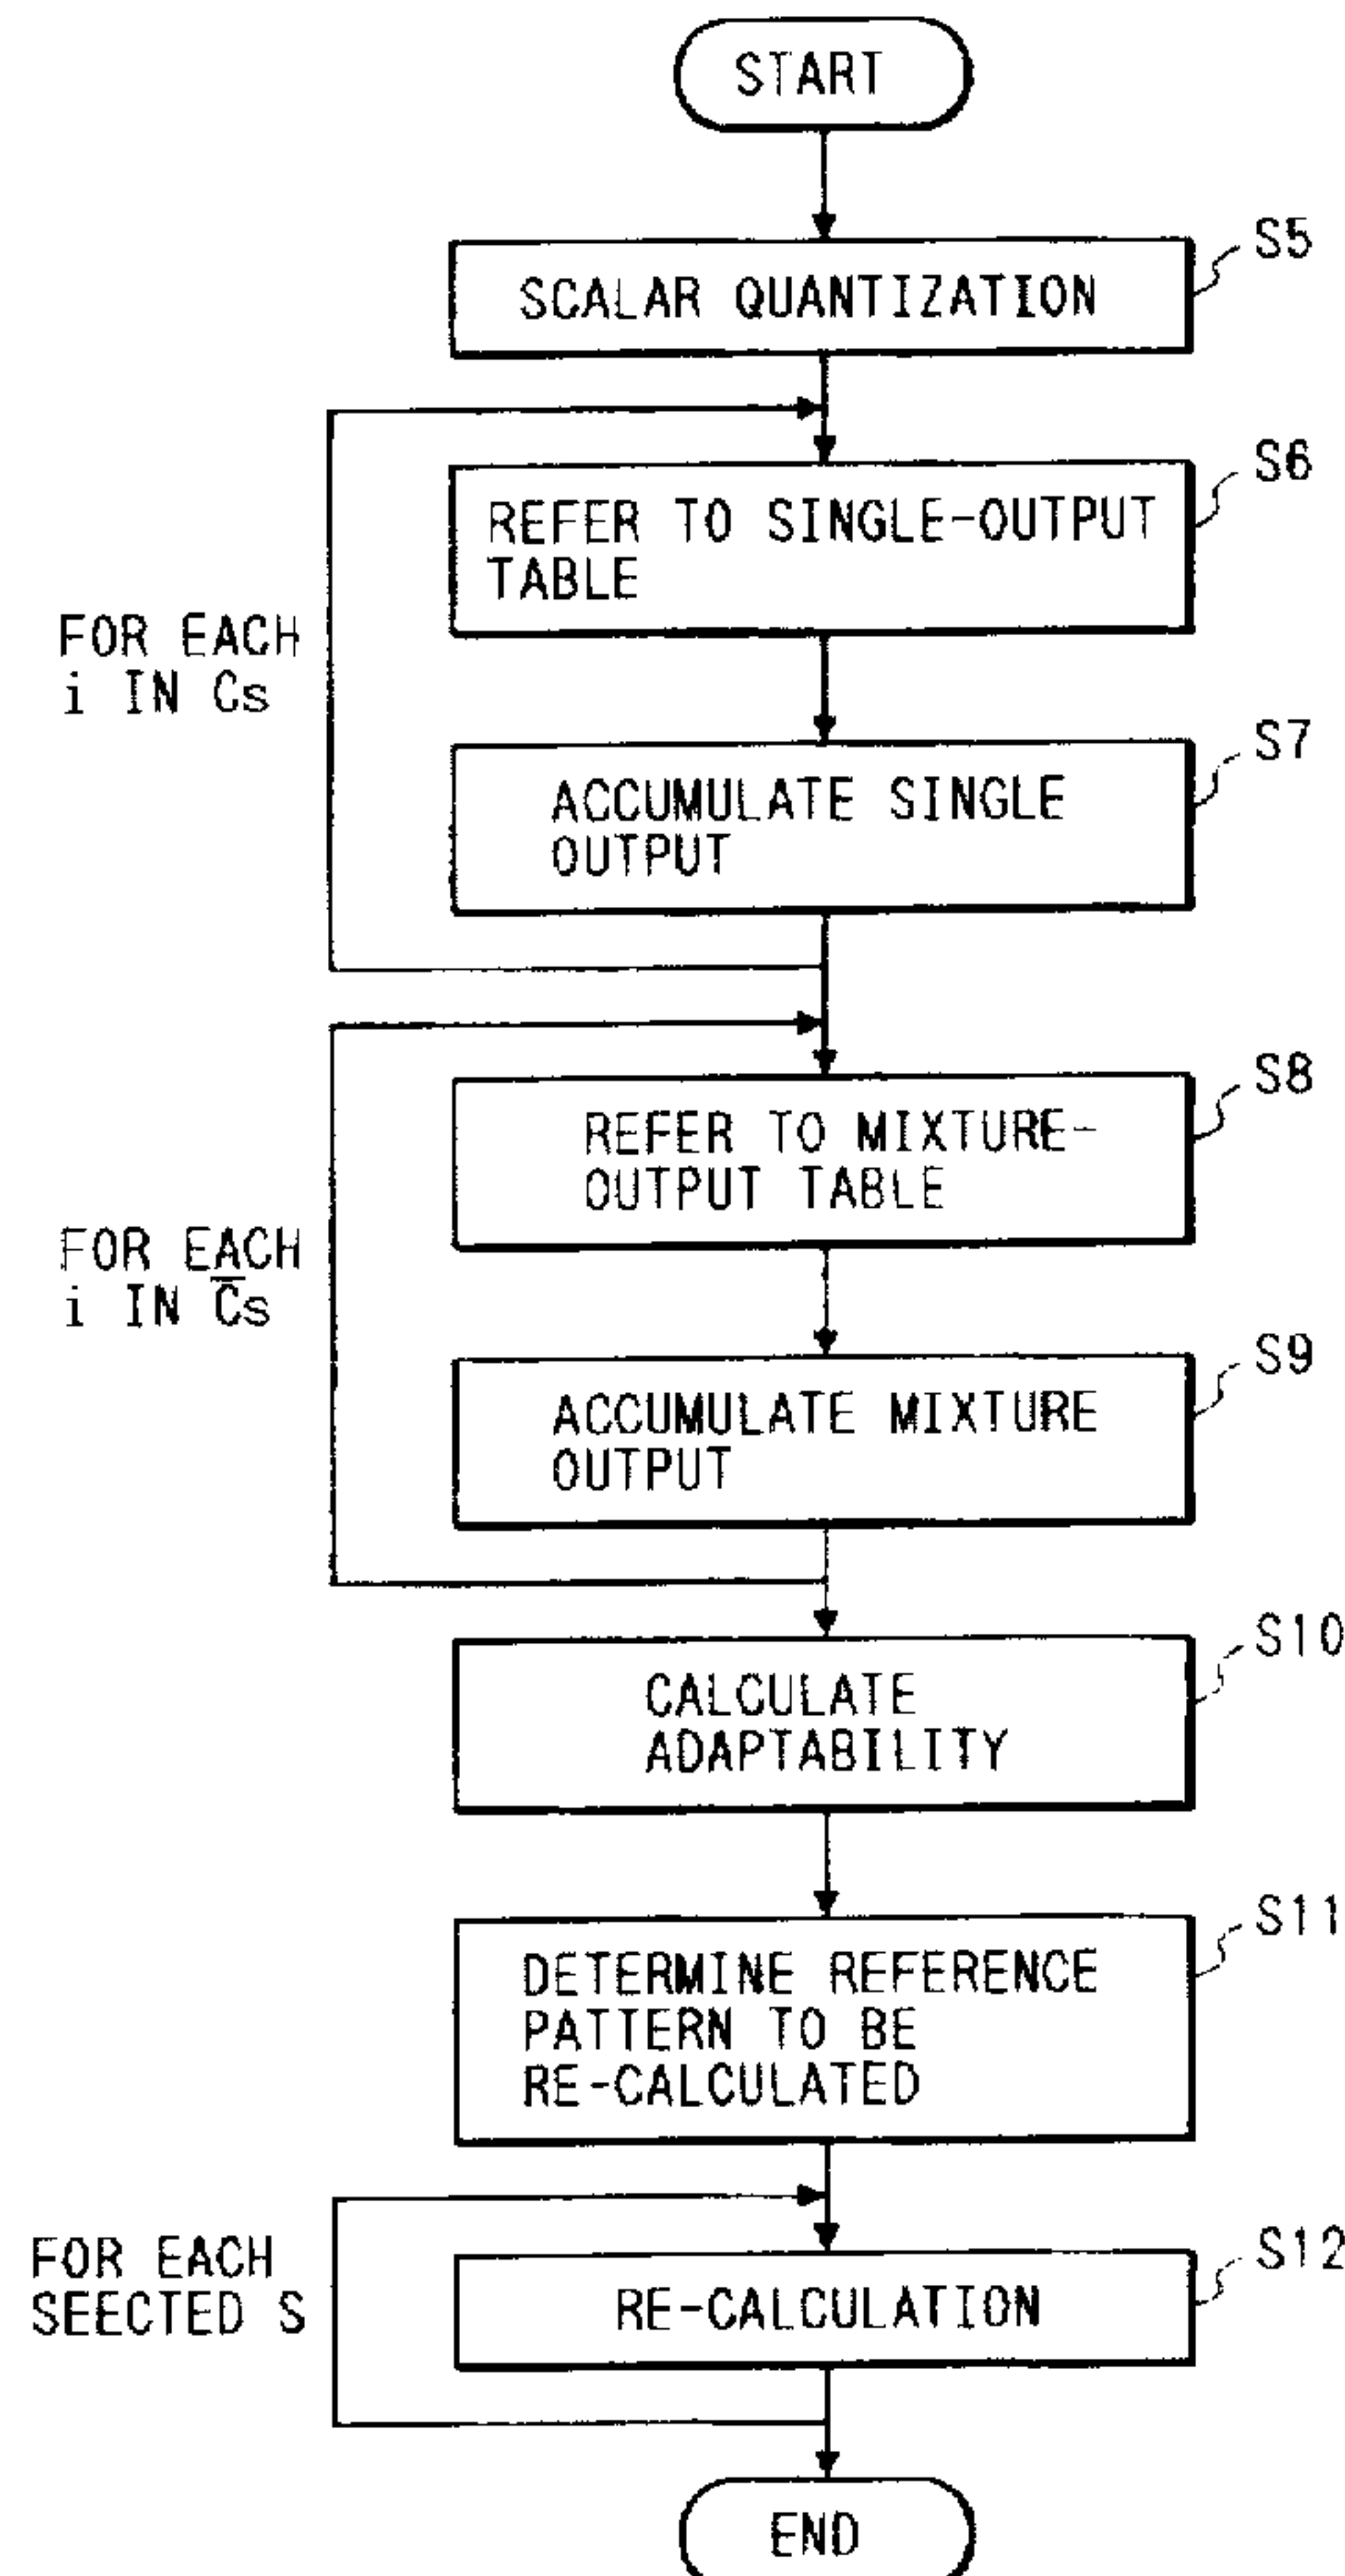 START
S5
SCALAR QUANTIZATION
S6
REFER TO SINGLE-OUTPUT
TABLE
FOR EACH
i IN Cs
S7
ACCUMULATE SINGLE
OUTPUT
S8
REFER TO MIXTURE-
OUTPUT TABLE
FOR EACH
i IN C̅s
S9
ACCUMULATE MIXTURE
OUTPUT
S10
CALCULATE
ADAPTABILITY
S11
DETERMINE REFERENCE
PATTERN TO BE
RE-CALCULATED
FOR EACH
SEECTED S
S12
RE-CALCULATION
END